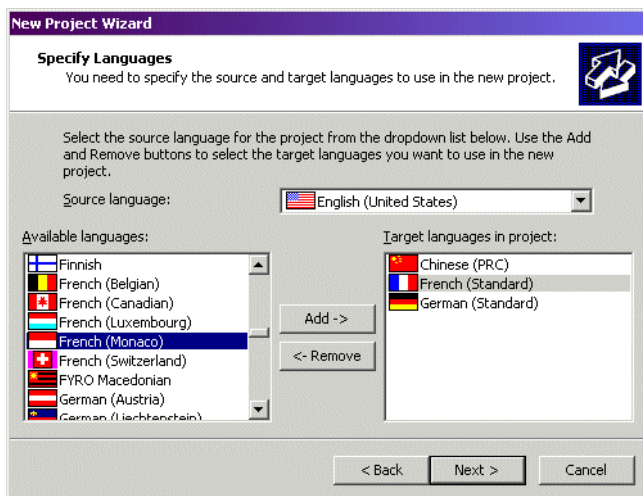 New Project Wizard
Specify Languages
You need to specify the source and target languages to use in the new project.
Select the source language for the project from the dropdown list below. Use the Add
and Remove buttons to select the target languages you want to use in the new
project.
Source language:
English (United States)
Available languages:
Finnish
French (Belgian)
French (Canadian)
French (Luxembourg)
French (Monaco)
French (Switzerland)
FYRO Macedonian
German (Austria)
German (Liechtenstein)
Add ->
<- Remove
Target languages in project:
Chinese (PRC)
French (Standard)
German (Standard)
< Back
Next >
Cancel